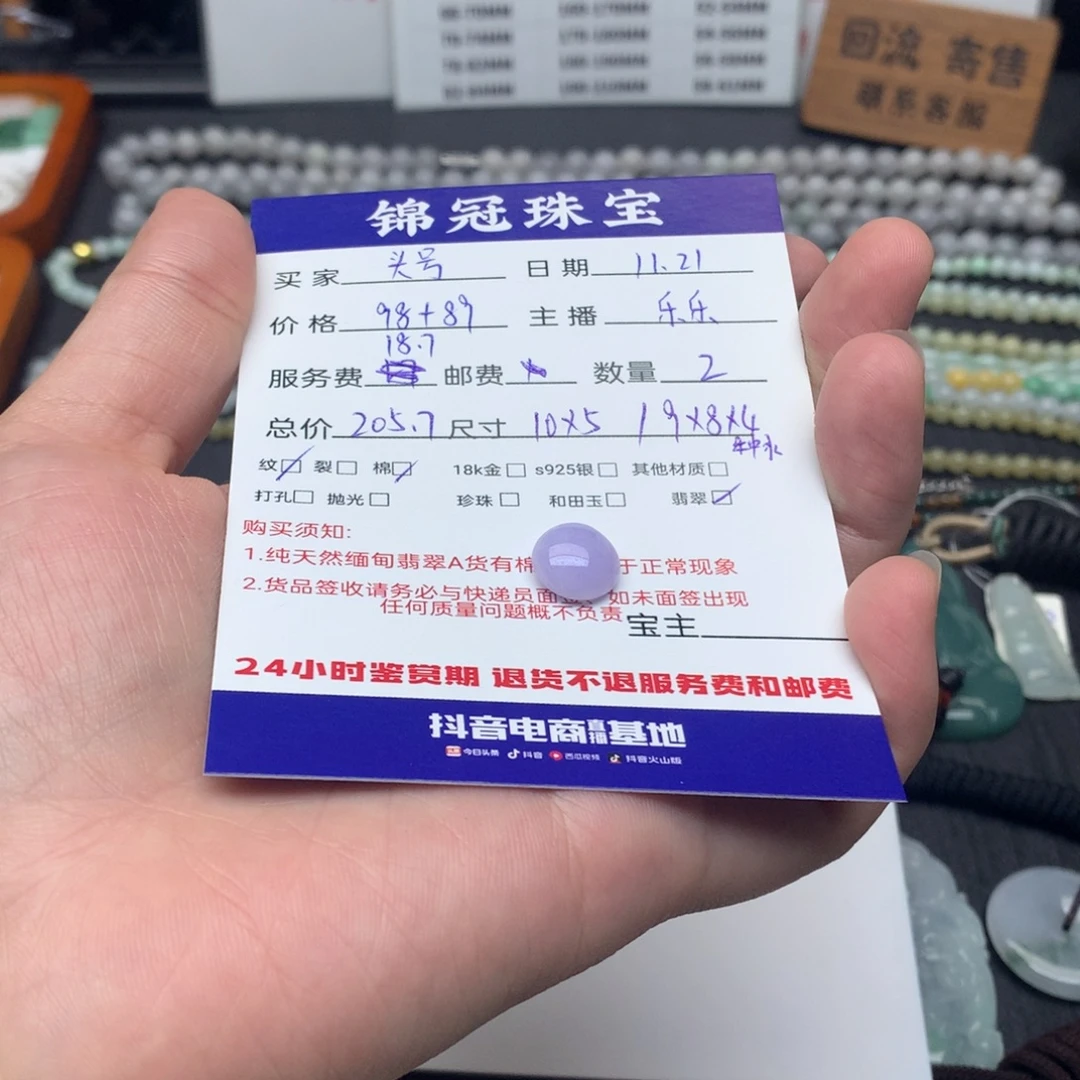 回流 寄售
联系客服
锦冠珠宝
买家 头号 日期 11.21
价格 98+89 主播 乐乐
18.7
服务费 邮费 数量 2
总价 205.7 尺寸 10X5 / 9X8X4
纹 裂 棉 18k金 s925银 其他材质
打孔 抛光 珍珠 和田玉 翡翠
购买须知:
1.纯天然缅甸翡翠A货有棉 于正常现象
2.货品签收请务必与快递员面 如未面签出现
任何质量问题概不负责
宝主
24小时鉴赏期 退货不退服务费和邮费
抖音电商直播基地
今日头条 抖音 西瓜视频 抖音火山版